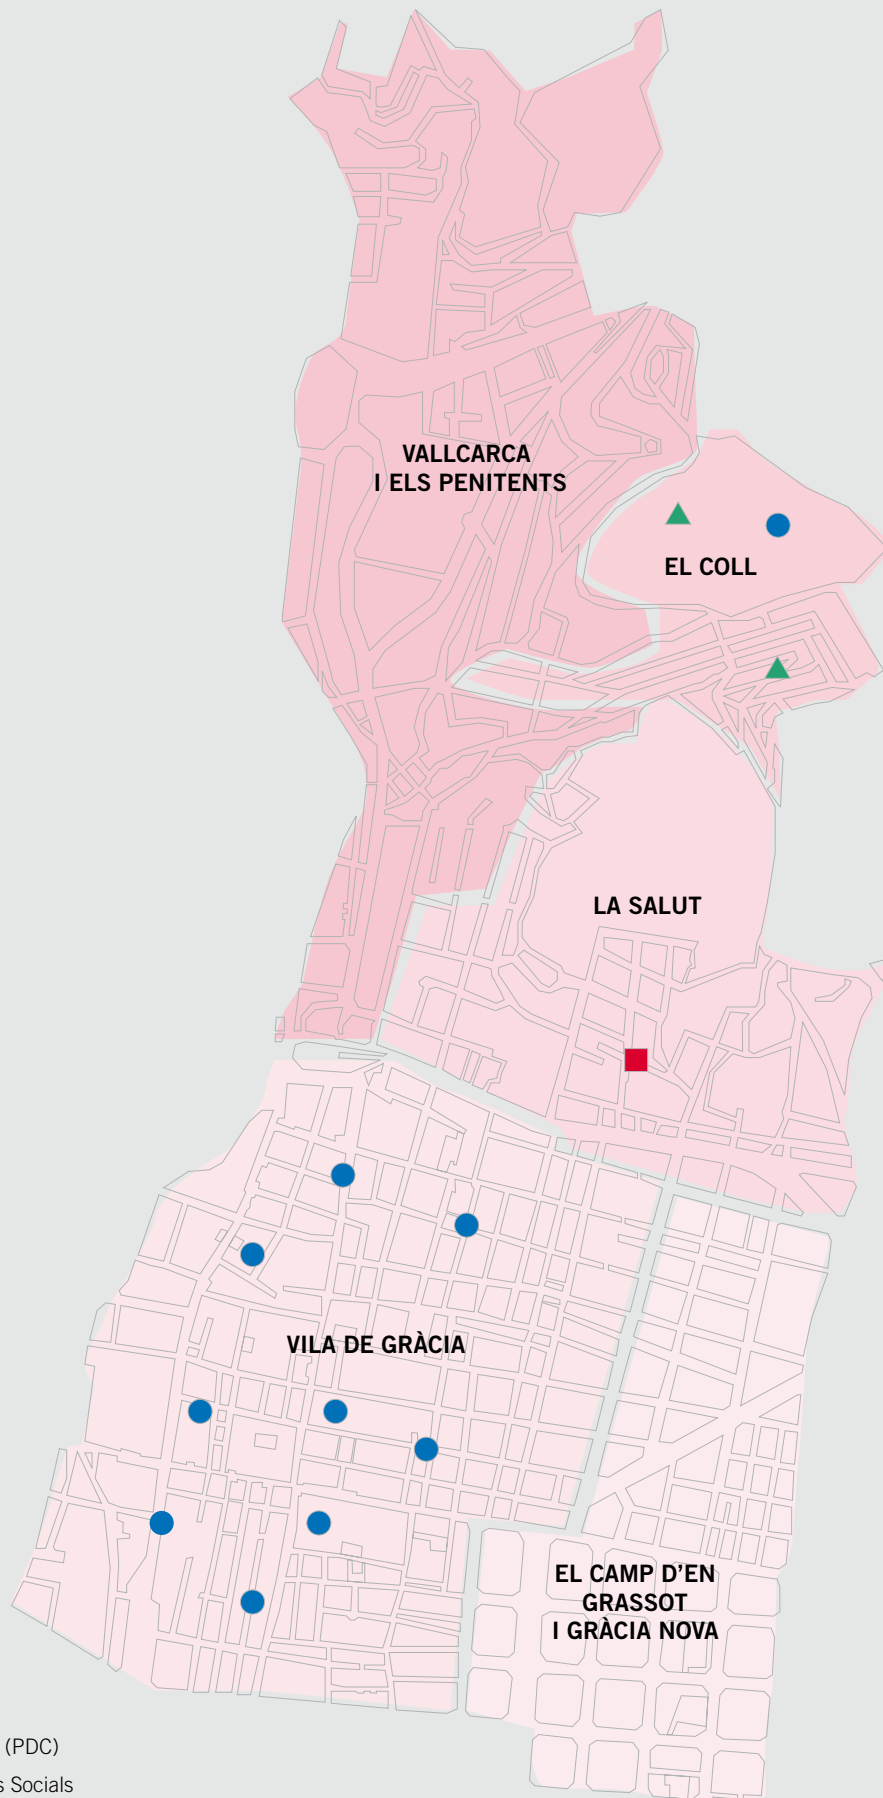 VALLCARCA
I ELS PENITENTS
EL COLL
LA SALUT
VILA DE GRÀCIA
EL CAMP D'EN
GRASSOT
I GRÀCIA NOVA
(PDC)
Socials